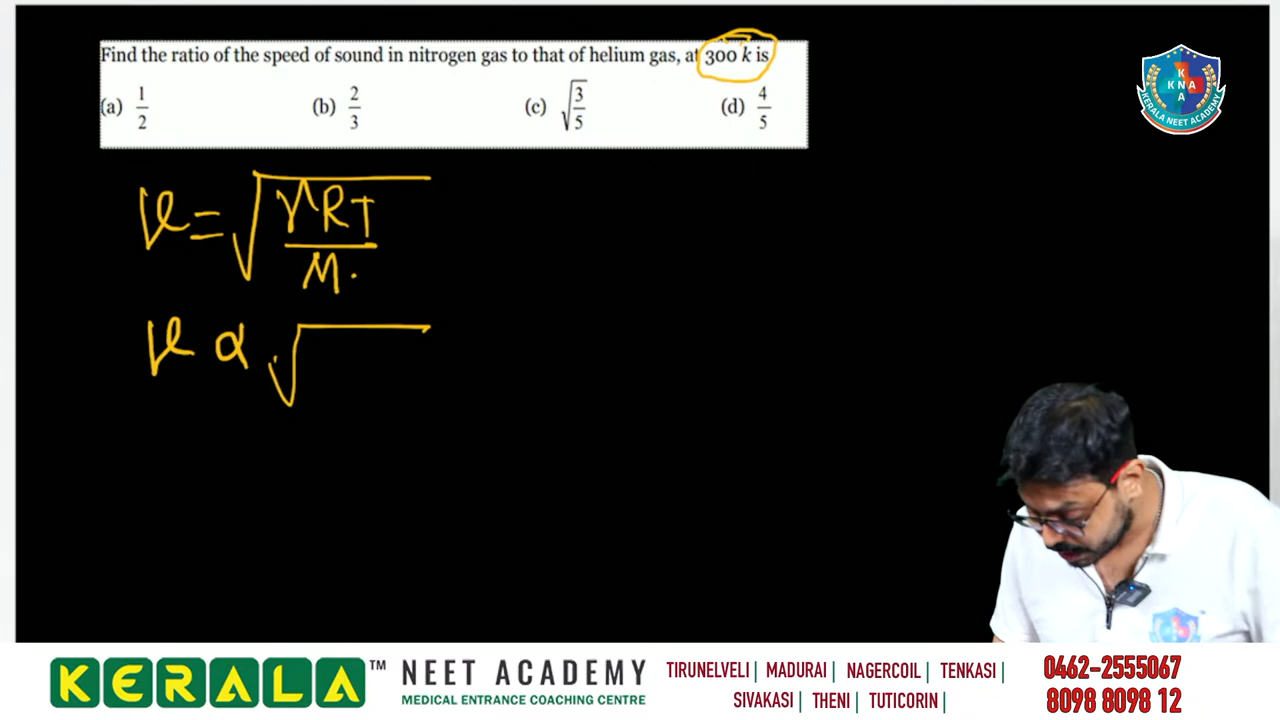 Find the ratio of the speed of sound in nitrogen gas to that of helium gas, at 300 k is
(a) 1/2 (b) 2/3 (c) √(3/5) (d) 4/5
KNA
KERALA NEET ACADEMY
v = √(γRT/M)
v α √
KERALA™ NEET ACADEMY
MEDICAL ENTRANCE COACHING CENTRE
TIRUNELVELI | MADURAI | NAGERCOIL | TENKASI |
SIVAKASI | THENI | TUTICORIN |
0462-2555067
8098 8098 12